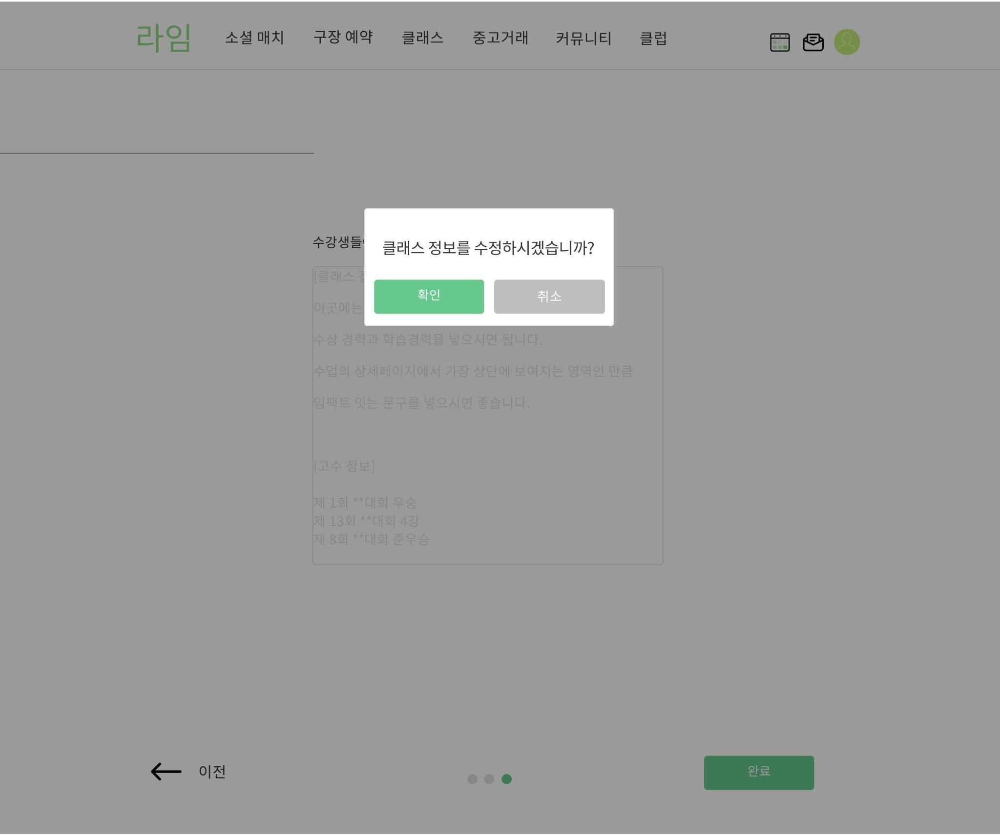 라임
소셜 매치
구장 예약
클래스
중고거래
커뮤니티
클럽
수강생들
클래스 정보를 수정하시겠습니까?
[클래스
확인
취소
이곳에는
수상 경력과 학습경력을 넣으시면 됩니다.
수업의 상세페이지에서 가장 상단에 보여지는 영역인 만큼
임팩트 잇는 문구를 넣으시면 좋습니다.
[고수 정보]
제 1회 **대회 우승
제 13회 **대회 4강
제 8회 **대회 준우승
이전
완료